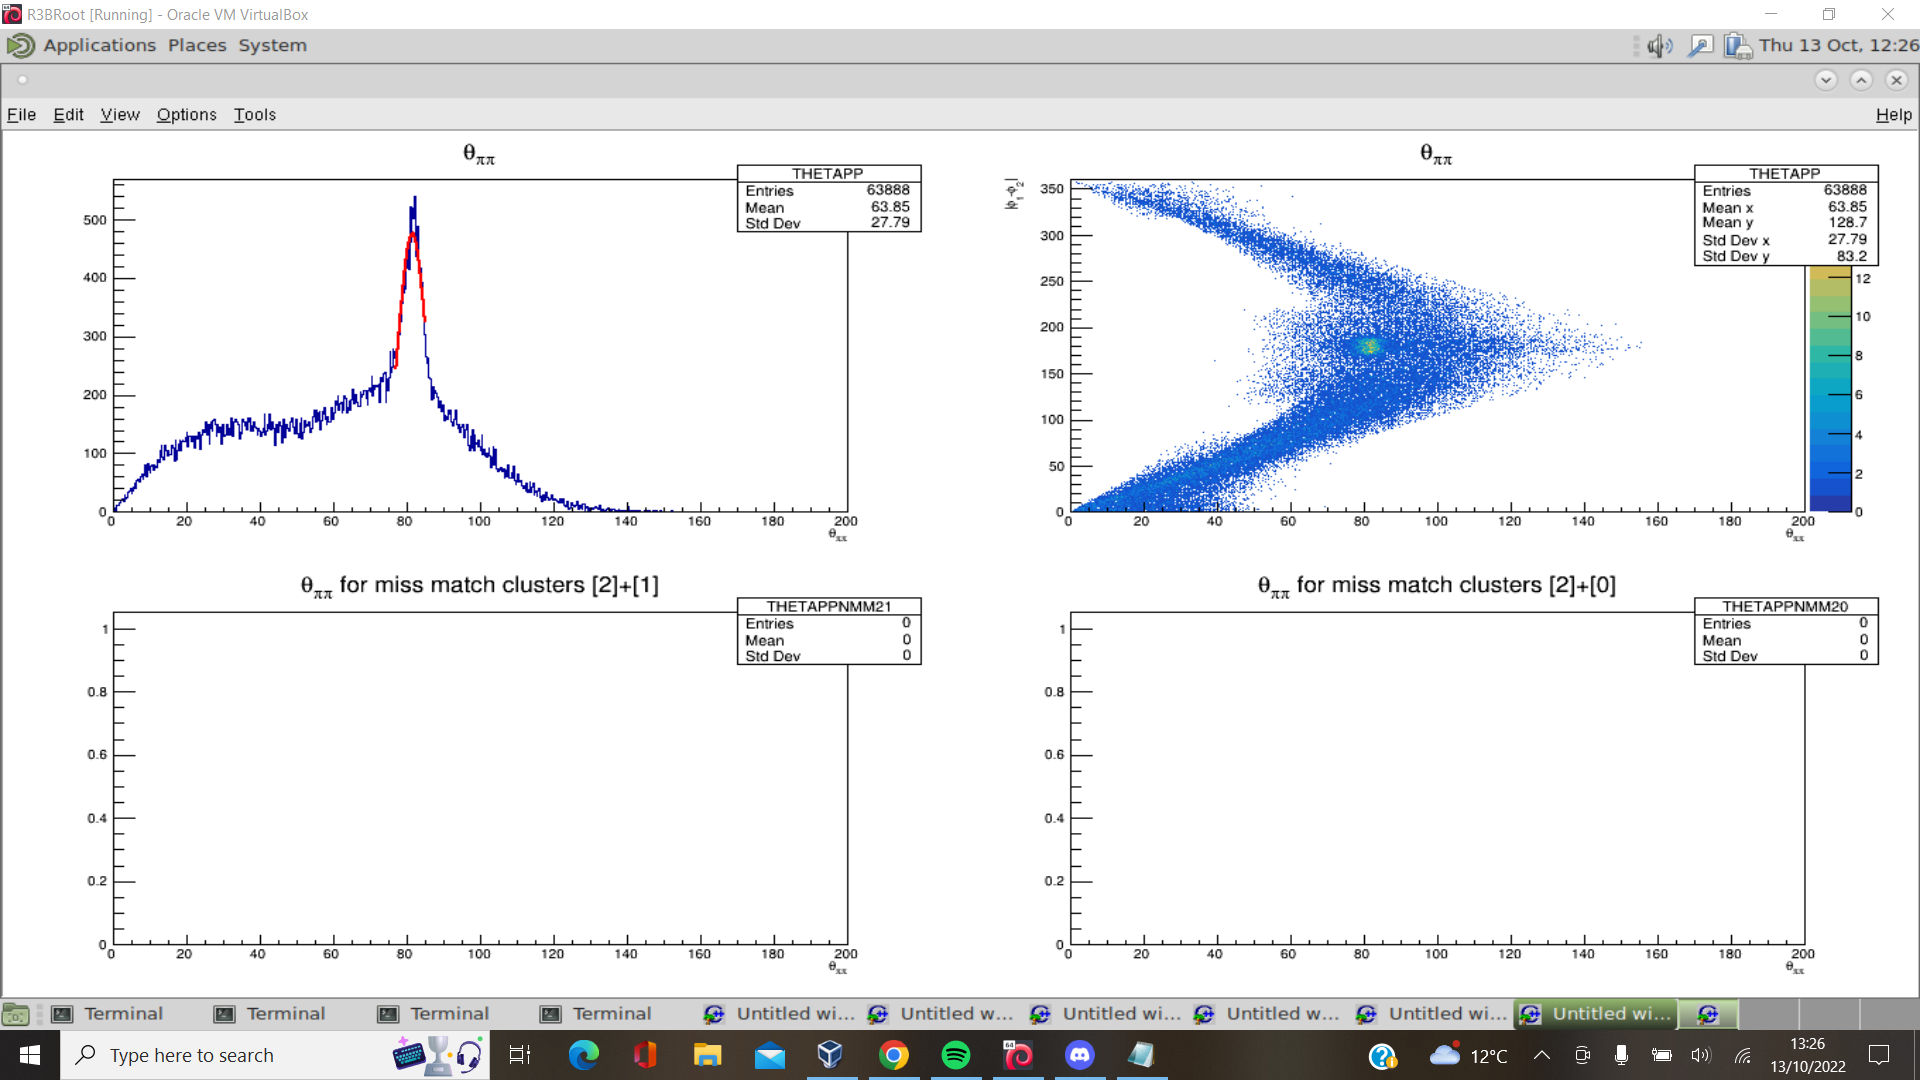 R3BRoot [Running] - Oracle VM VirtualBox
Applications Places System
Thu 13 Oct, 12:26
File Edit View Options Tools
Help
θππ
THETAPP
Entries 63888
Mean 63.85
Std Dev 27.79
500
400
300
200
100
0
0 20 40 60 80 100 120 140 160 180 200
θππ
θππ
|φ1-φ2|
THETAPP
Entries 63888
Mean x 63.85
Mean y 128.7
Std Dev x 27.79
Std Dev y 83.2
350
300
250
200
150
100
50
0
0 20 40 60 80 100 120 140 160 180 200
θππ
12
10
8
6
4
2
0
θππ for miss match clusters [2]+[1]
THETAPPNMM21
Entries 0
Mean 0
Std Dev 0
1
0.8
0.6
0.4
0.2
0
0 20 40 60 80 100 120 140 160 180 200
θππ
θππ for miss match clusters [2]+[0]
THETAPPNMM20
Entries 0
Mean 0
Std Dev 0
1
0.8
0.6
0.4
0.2
0
0 20 40 60 80 100 120 140 160 180 200
θππ
Terminal Terminal Terminal Terminal Untitled wi... Untitled w... Untitled wi... Untitled w... Untitled wi... Untitled wi...
Type here to search
64
12°C
13:26
13/10/2022